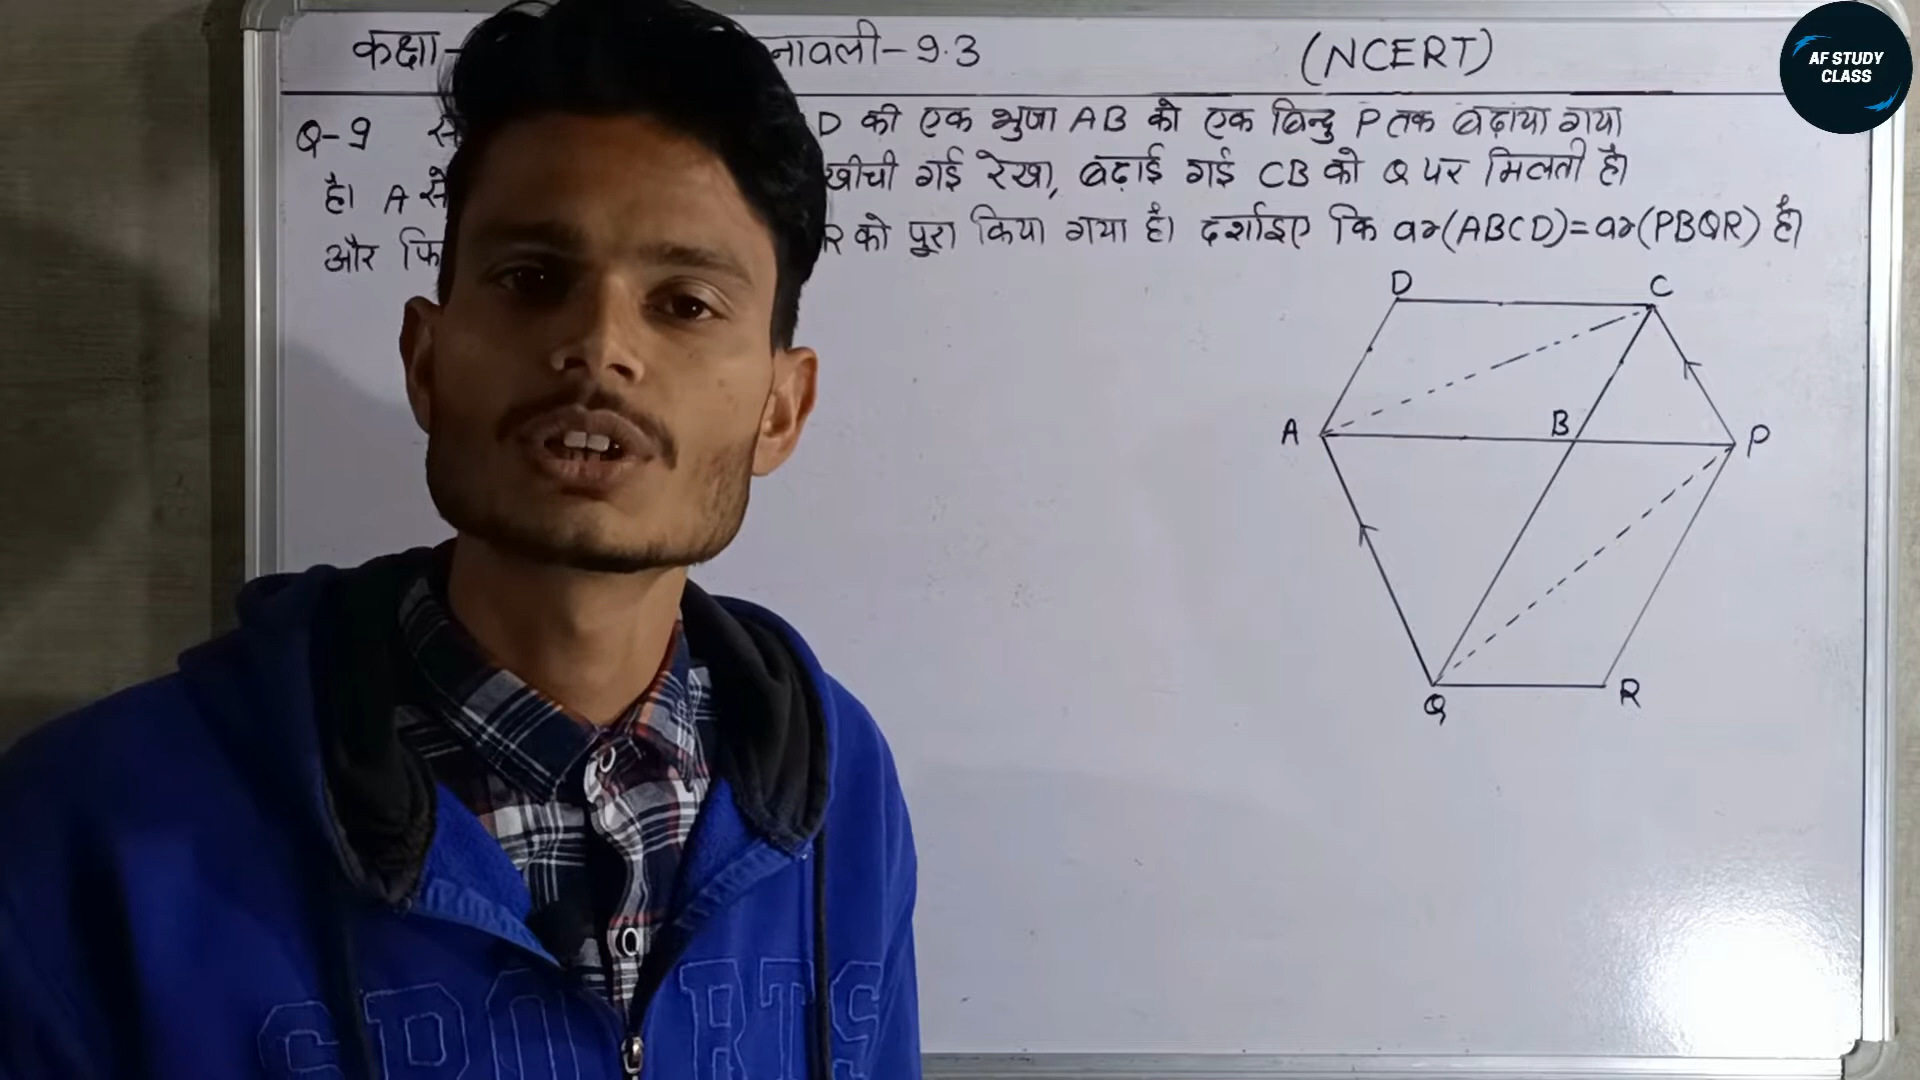 कक्षा- नावली-9.3 (NCERT)
AF STUDY
CLASS
Q-9 D की एक भुजा AB को एक बिन्दु P तक बढ़ाया गया
है। A से खींची गई रेखा, बढ़ाई गई CB को Q पर मिलती है।
और R को पूरा किया गया है। दर्शाइए कि ar(ABCD)=ar(PBQR) है।
D C
A B P
Q R
SPORTS